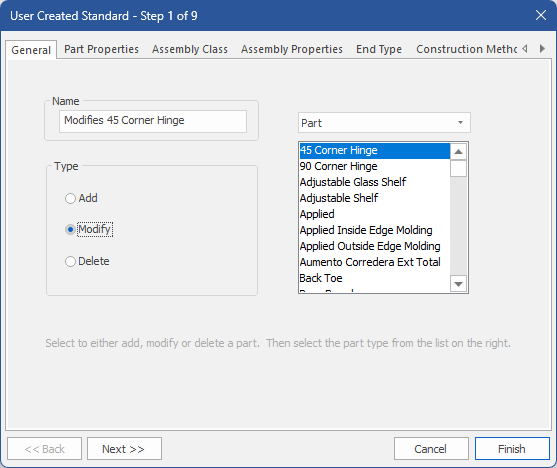 User Created Standard - Step 1 of 9
General Part Properties Assembly Class Assembly Properties End Type Construction Metho
Name
Modifies 45 Corner Hinge
Type
Add
Modify
Delete
Part
45 Corner Hinge
90 Corner Hinge
Adjustable Glass Shelf
Adjustable Shelf
Applied
Applied Inside Edge Molding
Applied Outside Edge Molding
Aumento Corredera Ext Total
Back Toe
Select to either add, modify or delete a part. Then select the part type from the list on the right.
<< Back Next >> Cancel Finish